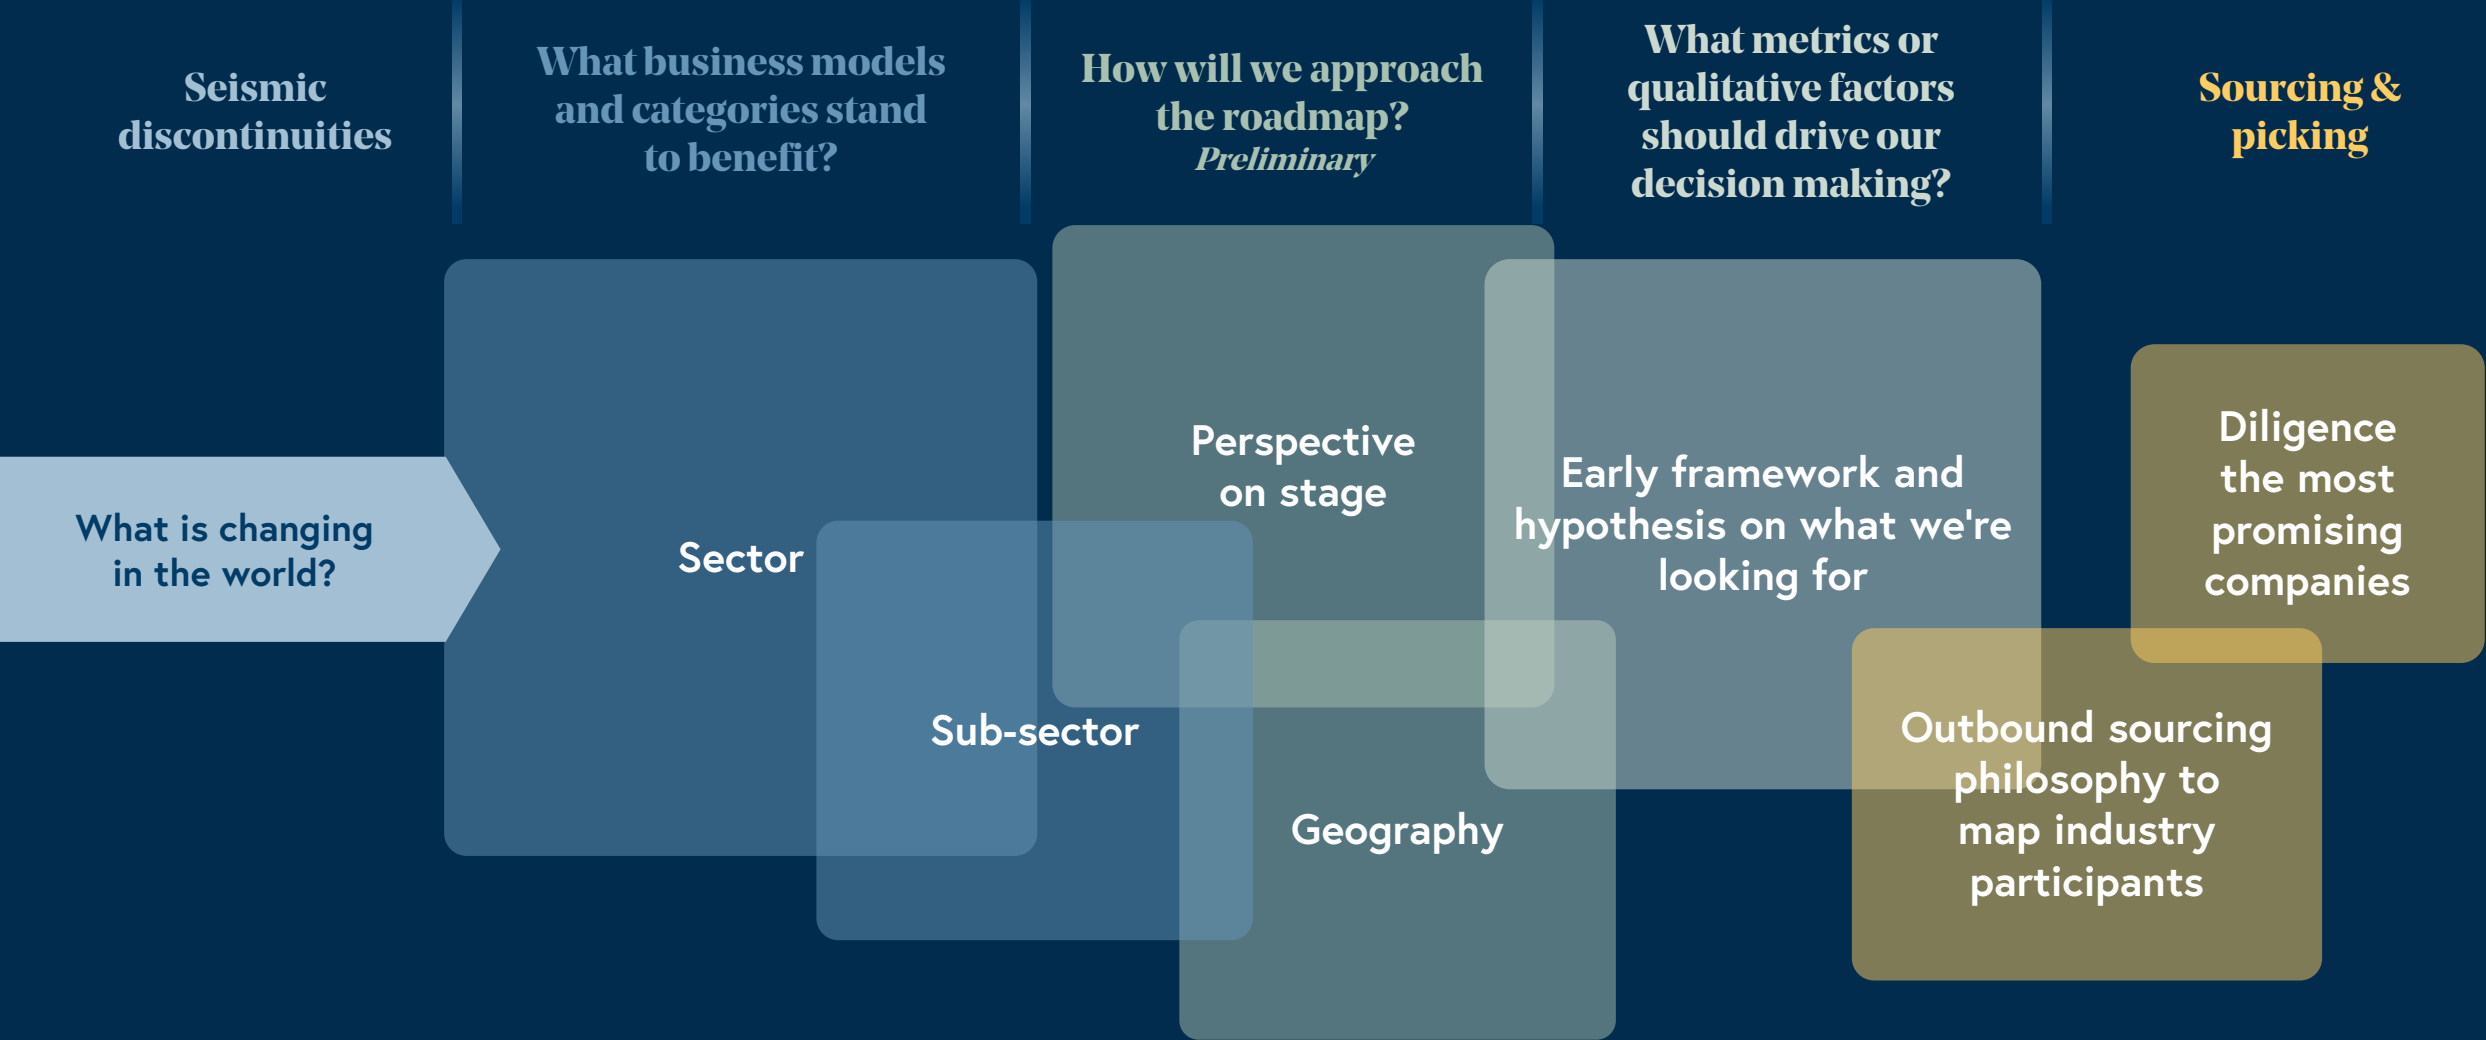 Seismic
discontinuities
What business models
and categories stand
to benefit?
How will we approach
the roadmap?
Preliminary
What metrics or
qualitative factors
should drive our
decision making?
Sourcing &
picking
What is changing
in the world?
Sector
Sub-sector
Perspective
on stage
Geography
Early framework and
hypothesis on what we're
looking for
Outbound sourcing
philosophy to
map industry
participants
Diligence
the most
promising
companies